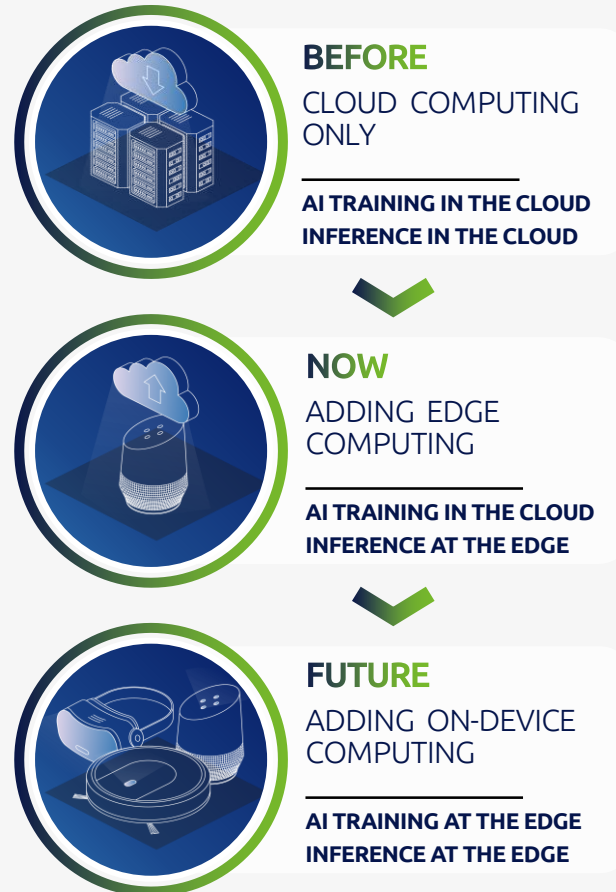 BEFORE
CLOUD COMPUTING
ONLY
AI TRAINING IN THE CLOUD
INFERENCE IN THE CLOUD
NOW
ADDING EDGE
COMPUTING
AI TRAINING IN THE CLOUD
INFERENCE AT THE EDGE
FUTURE
ADDING ON-DEVICE
COMPUTING
AI TRAINING AT THE EDGE
INFERENCE AT THE EDGE